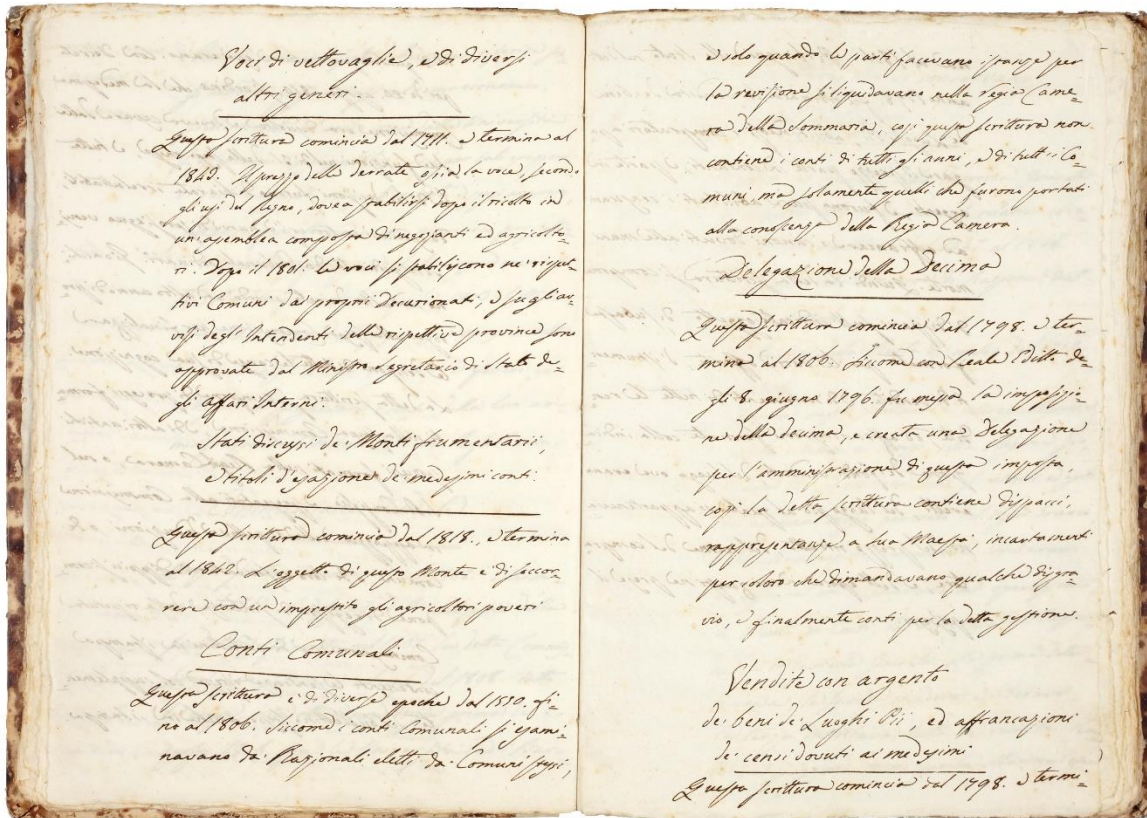 Voci di vettovaglie, e di diversi
altri generi.
Questa scrittura comincia dal 1711. e termina al
1842. Il prezzo delle derrate ossia la voce, secondo
gli usi del Regno, dovea stabilirsi dopo il ricolto in
un'assemblea composta di negozianti ed agricolto=
ri. Dopo il 1801. le voci si stabiliscono ne' rispet=
tivi Comuni dai proprii Decurionati, e su gli av=
visi degl'Intendenti delle rispettive province sono
approvate dal Ministro Segretario di Stato de=
gli affari Interni.
Stati discussi de' Monti frumentarii,
e titoli d'esazione de' medesimi conti.
Questa scrittura comincia dal 1818., e termina
al 1842. L'oggetto di questo Monte è di soccor=
rere con un imprestito gli agricoltori poveri
Conti Comunali
Questa scrittura è di diverse epoche dal 1550. fi=
no al 1806. Siccome i conti Comunali si esami=
navano da' Razionali eletti da' Comuni stessi,
e solo quando le parti facevano istanze per
la revisione si liquidavano nella regia Came=
ra della Sommaria, così questa scrittura non
contiene i conti di tutti gli anni, e di tutt'i Co=
muni, ma solamente quelli che furono portati
alla conoscenza della Regia Camera.
Delegazione della Decima
Questa scrittura comincia dal 1798. e ter=
mina al 1806. Siccome con Reale Editto de=
gli 8. giugno 1796. fu messa la imposizio=
ne della decima, e creata una Delegazione
per l'amministrazione di questa imposta,
così la detta scrittura contiene dispacci,
rappresentanze a Sua Maestà, incartamenti
per coloro che dimandavano qualche disgra=
vio, e finalmente conti per la detta gestione.
Vendite con argento
de' beni de' Luoghi Pii, ed affrancazioni
de' censi dovuti ai medesimi
Questa scrittura comincia dal 1798. e termi=